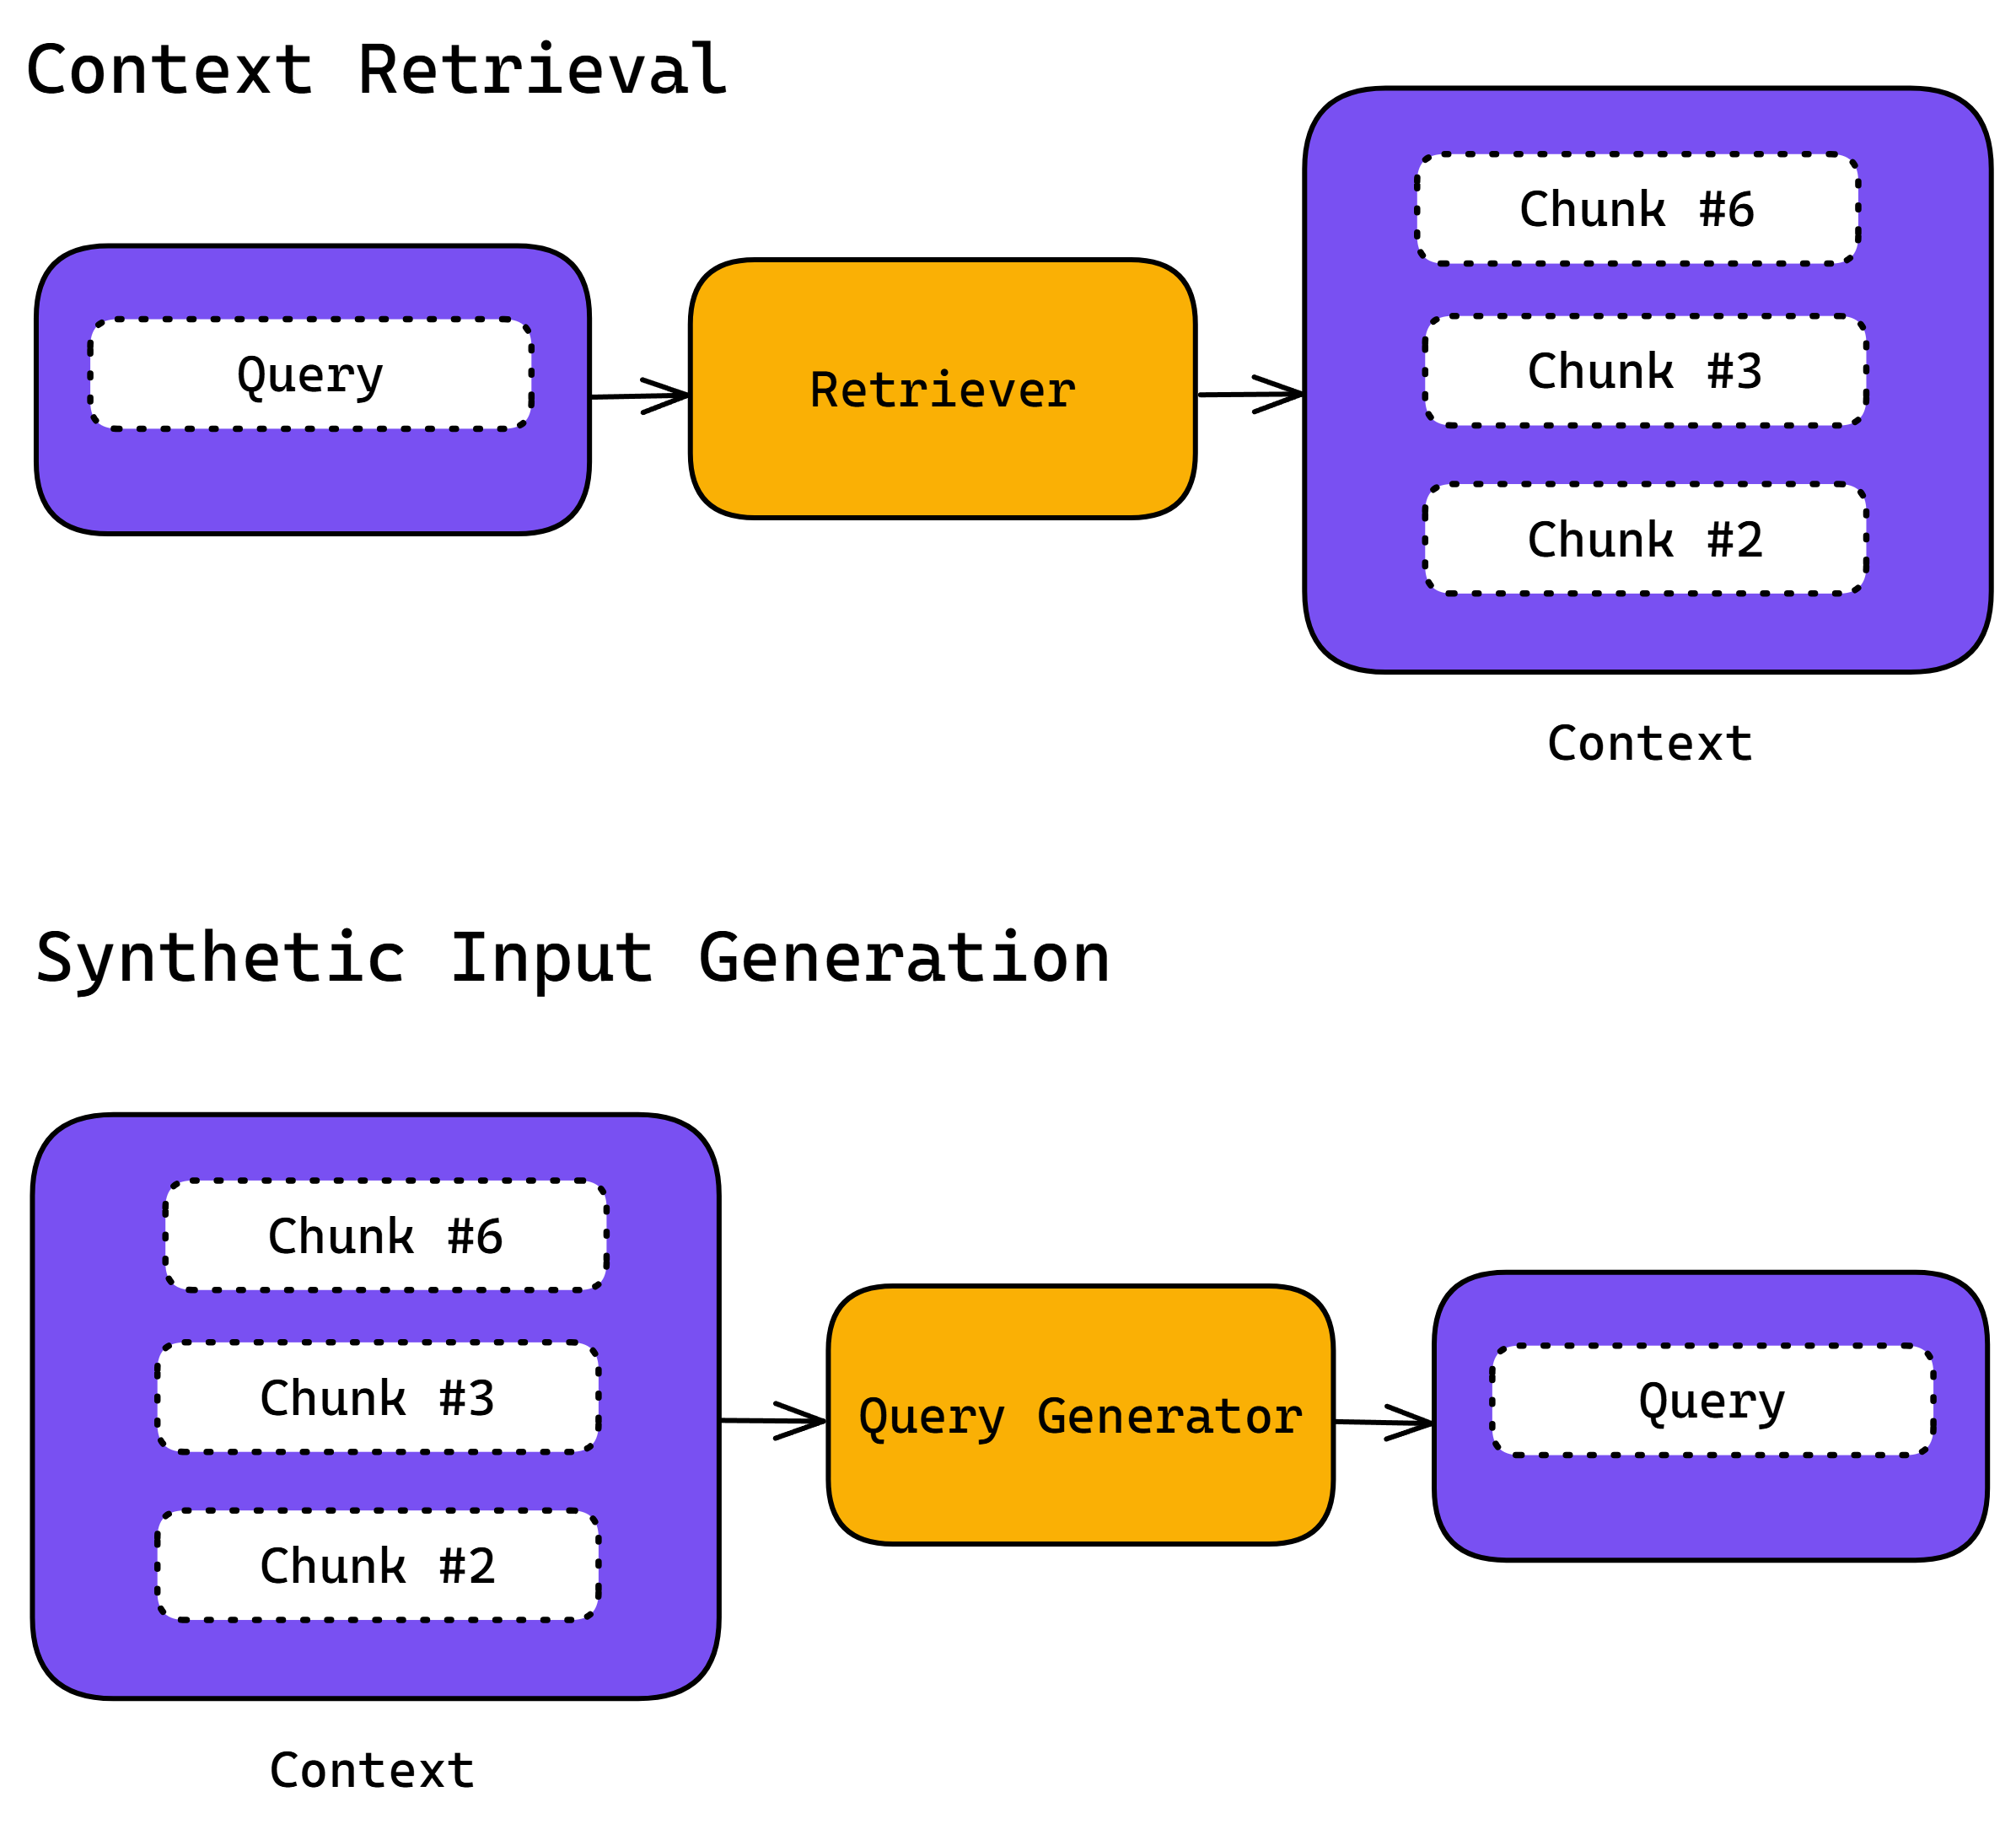 Context Retrieval
Query
Retriever
Chunk #6
Chunk #3
Chunk #2
Context
Synthetic Input Generation
Chunk #6
Chunk #3
Chunk #2
Context
Query Generator
Query